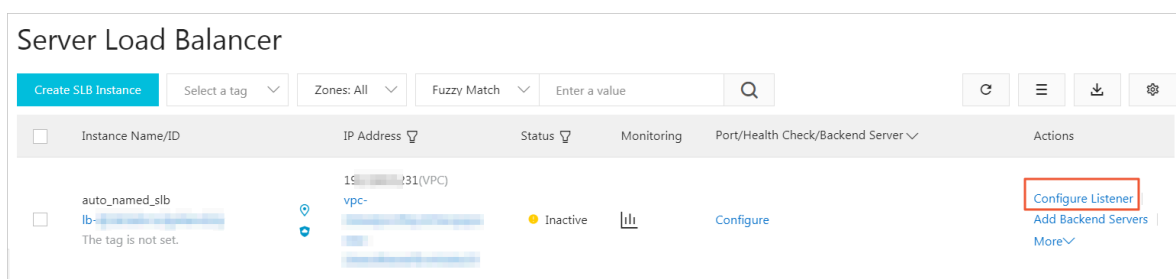 Server Load Balancer
Create SLB Instance Select a tag Zones: All Fuzzy Match Enter a value
Instance Name/ID IP Address Status Monitoring Port/Health Check/Backend Server Actions
auto_named_slb
lb-
The tag is not set.
19 231(VPC)
vpc-
Inactive
Configure
Configure Listener
Add Backend Servers
More